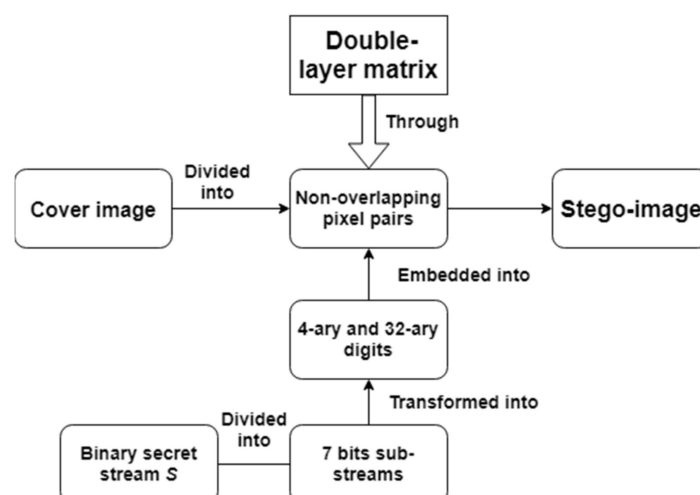 Double-
layer matrix
Through
Divided
into
Cover image
Non-overlapping
pixel pairs
Stego-image
Embedded into
4-ary and 32-ary
digits
Transformed into
Divided
into
Binary secret
stream S
7 bits sub-
streams